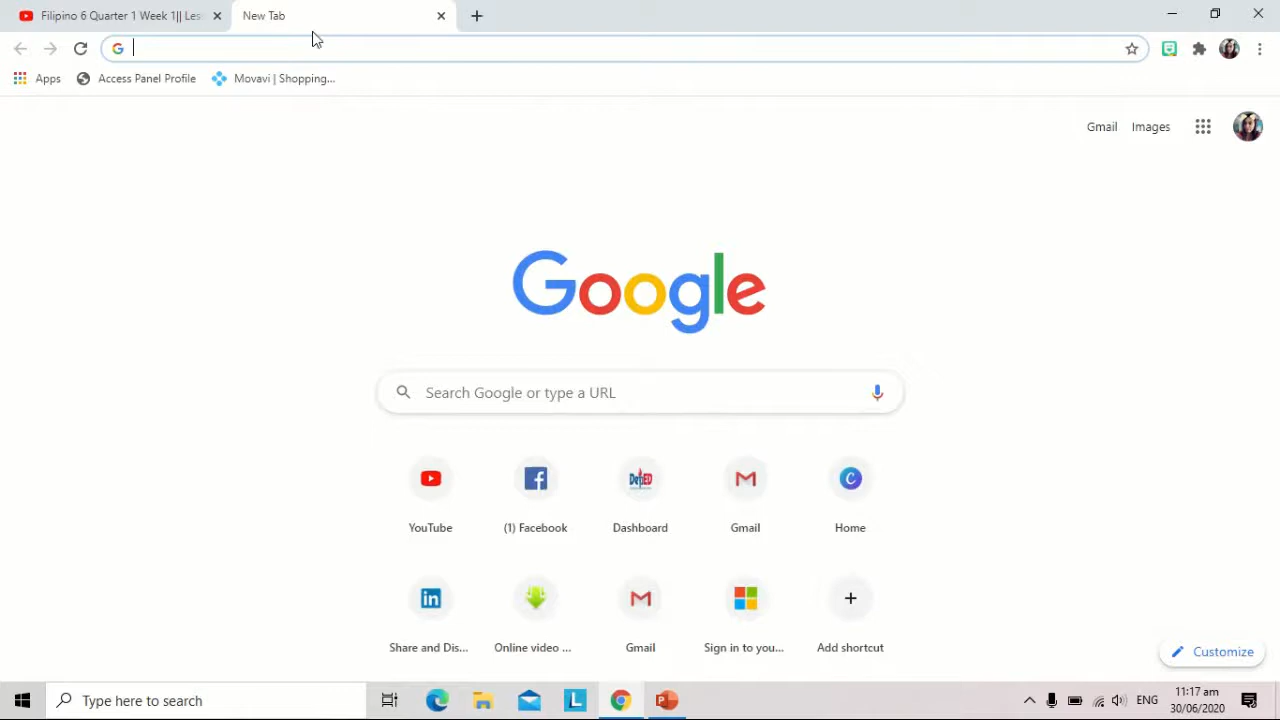 Filipino 6 Quarter 1 Week 1|| Les
New Tab
Apps
Access Panel Profile
Movavi | Shopping...
Gmail
Images
Google
Search Google or type a URL
YouTube
(1) Facebook
DepED
Dashboard
Gmail
Home
Share and Dis...
Online video ...
Gmail
Sign in to you...
Add shortcut
Customize
Type here to search
ENG
11:17 am
30/06/2020